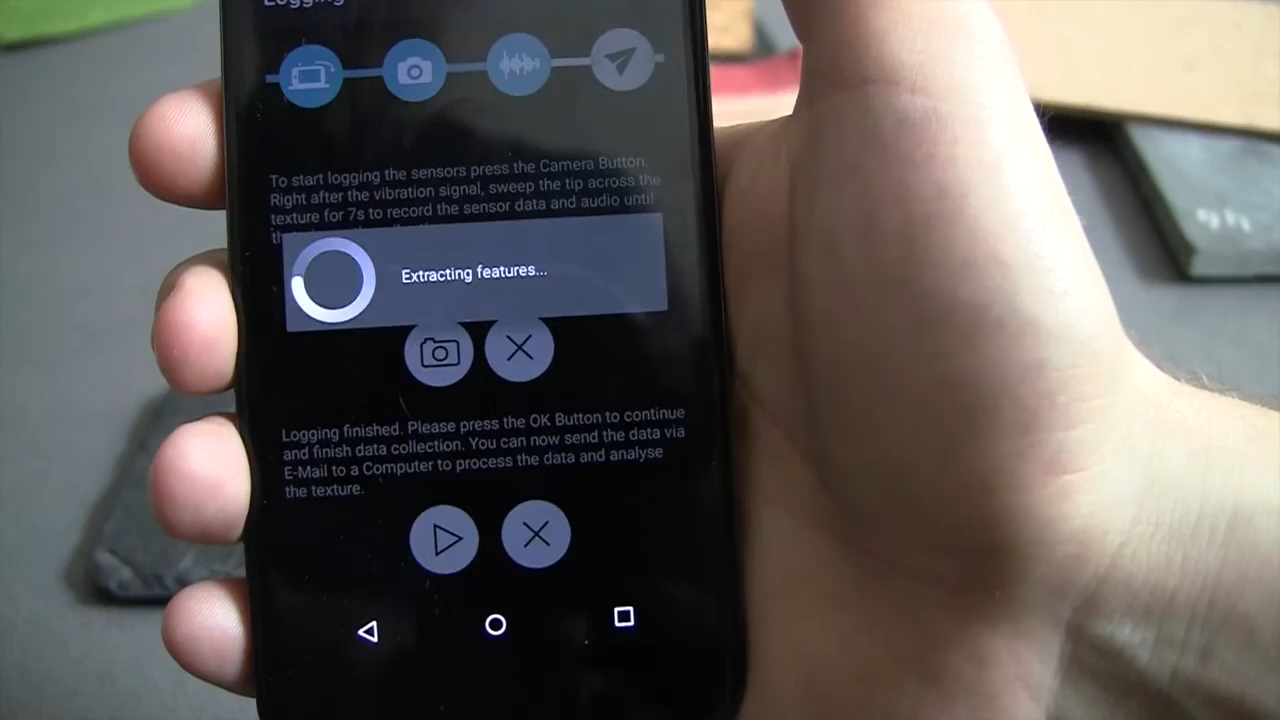 Logging
To start logging the sensors press the Camera Button.
Right after the vibration signal, sweep the tip across the
texture for 7s to record the sensor data and audio until
Extracting features...
Logging finished. Please press the OK Button to continue
and finish data collection. You can now send the data via
E-Mail to a Computer to process the data and analyse
the texture.